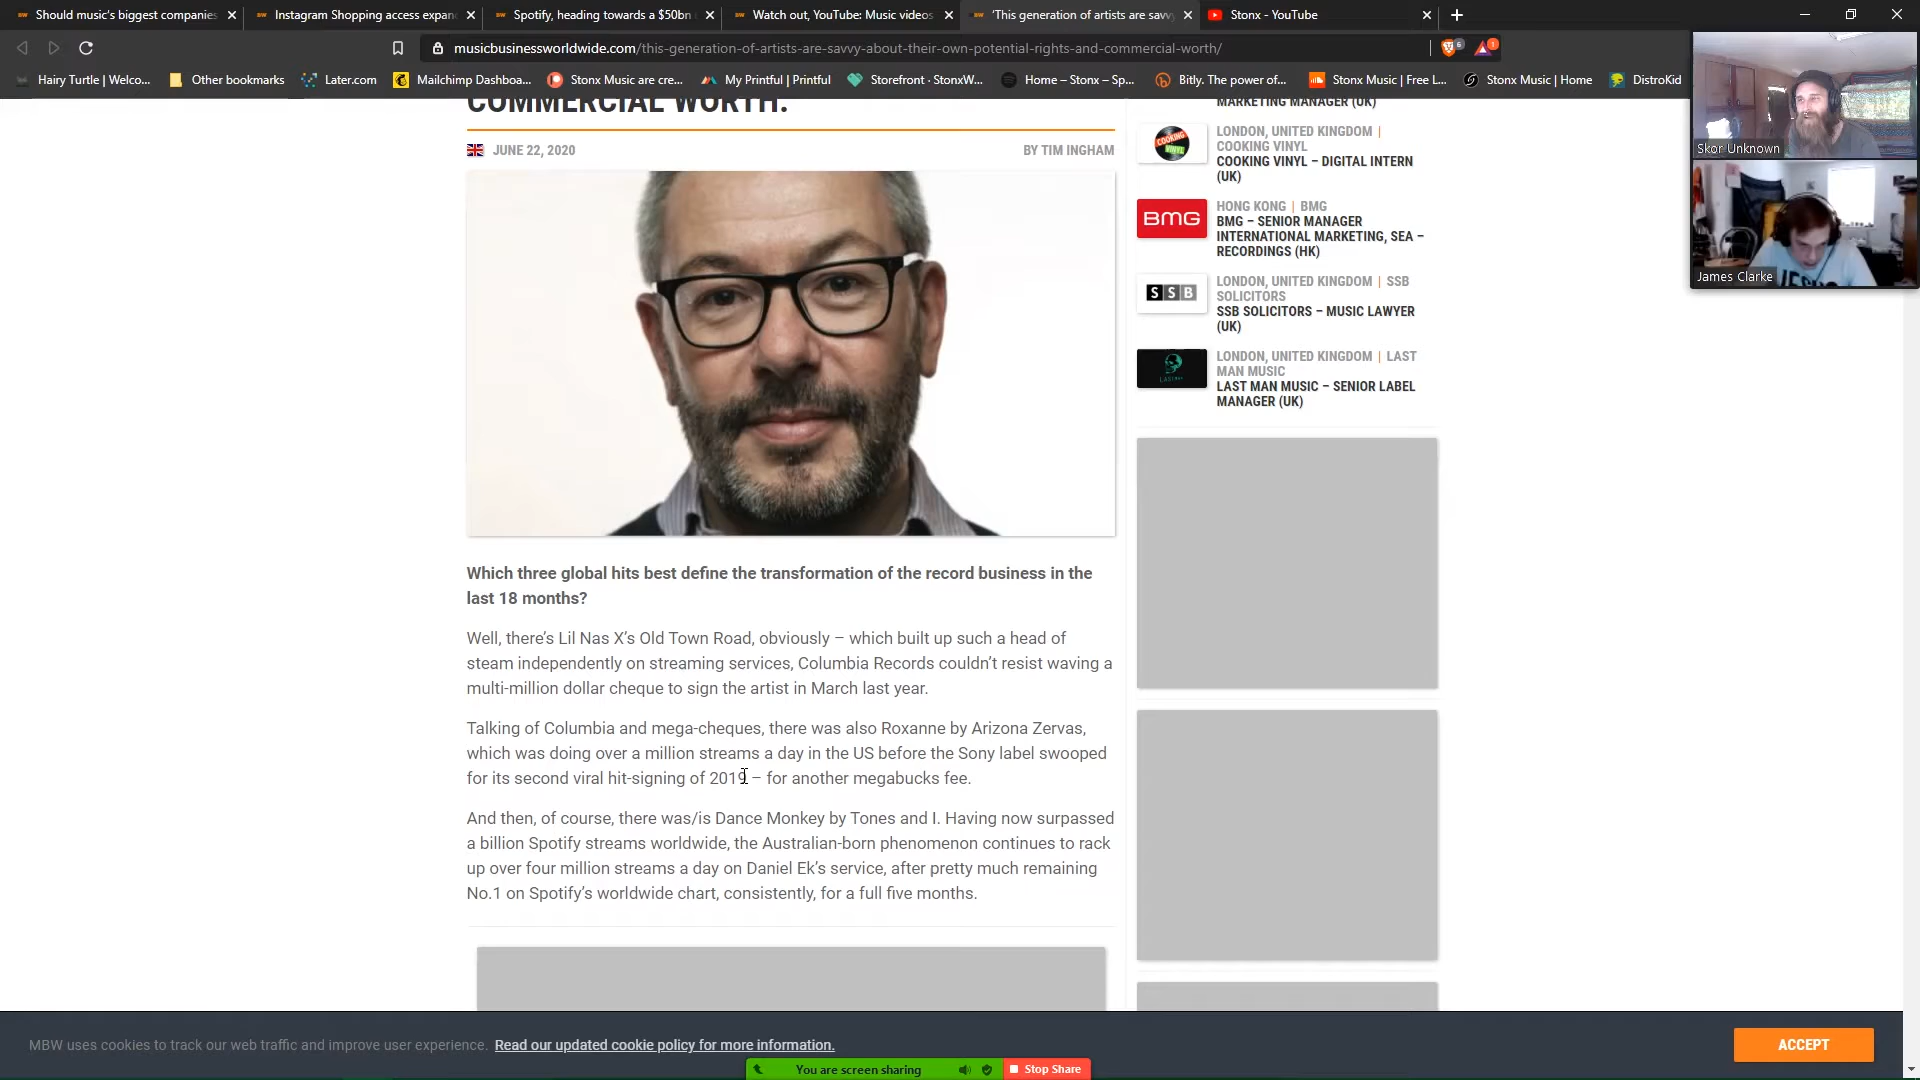 Should music's biggest companies
Instagram Shopping access expan
Spotify, heading towards a $50bn
Watch out, YouTube: Music videos
'This generation of artists are savv
Stonx - YouTube
musicbusinessworldwide.com/this-generation-of-artists-are-savvy-about-their-own-potential-rights-and-commercial-worth/
6
1
Hairy Turtle | Welco...
Other bookmarks
Later.com
Mailchimp Dashboa...
Stonx Music are cre...
My Printful | Printful
Storefront · StonxW...
Home – Stonx – Sp...
Bitly. The power of...
Stonx Music | Free L...
Stonx Music | Home
DistroKid
Skor Unknown
James Clarke
COMMERCIAL WORTH.'
JUNE 22, 2020
BY TIM INGHAM
Which three global hits best define the transformation of the record business in the
last 18 months?
Well, there's Lil Nas X's Old Town Road, obviously – which built up such a head of
steam independently on streaming services, Columbia Records couldn't resist waving a
multi-million dollar cheque to sign the artist in March last year.
Talking of Columbia and mega-cheques, there was also Roxanne by Arizona Zervas,
which was doing over a million streams a day in the US before the Sony label swooped
for its second viral hit-signing of 2019 – for another megabucks fee.
And then, of course, there was/is Dance Monkey by Tones and I. Having now surpassed
a billion Spotify streams worldwide, the Australian-born phenomenon continues to rack
up over four million streams a day on Daniel Ek's service, after pretty much remaining
No.1 on Spotify's worldwide chart, consistently, for a full five months.
MARKETING MANAGER (UK)
COOKING VINYL
LONDON, UNITED KINGDOM |
COOKING VINYL
COOKING VINYL – DIGITAL INTERN
(UK)
BMG
HONG KONG | BMG
BMG – SENIOR MANAGER
INTERNATIONAL MARKETING, SEA –
RECORDINGS (HK)
SSB
LONDON, UNITED KINGDOM | SSB
SOLICITORS
SSB SOLICITORS – MUSIC LAWYER
(UK)
LONDON, UNITED KINGDOM | LAST
MAN MUSIC
LAST MAN MUSIC – SENIOR LABEL
MANAGER (UK)
MBW uses cookies to track our web traffic and improve user experience. Read our updated cookie policy for more information.
ACCEPT
You are screen sharing
Stop Share